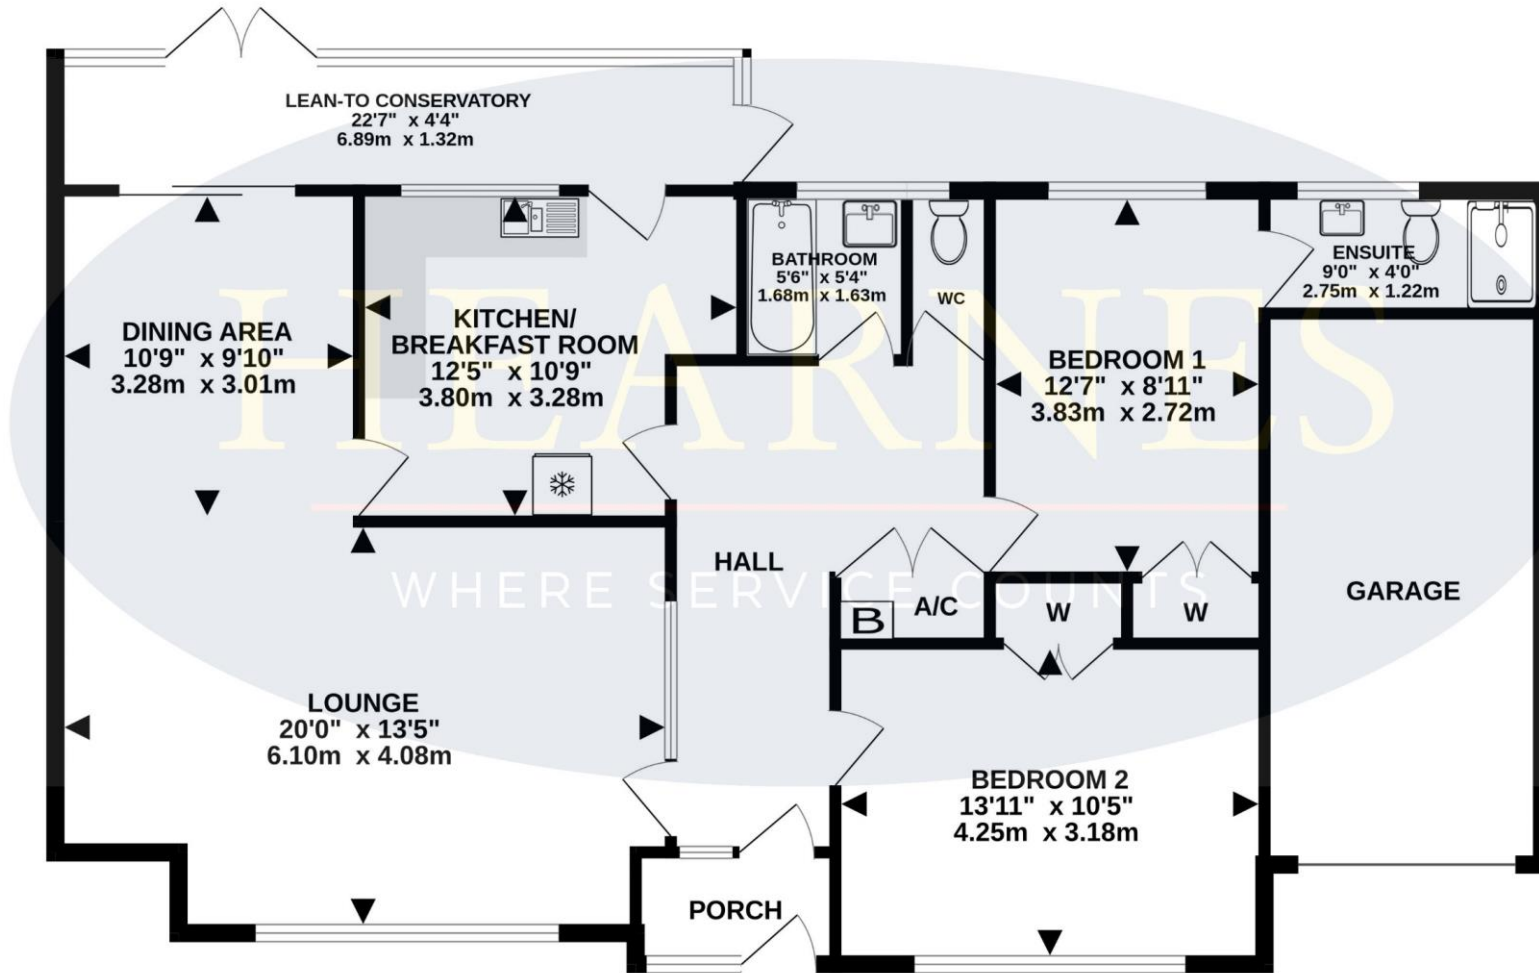 LEAN-TO CONSERVATORY
22'7" x 4'4"
6.89m x 1.32m
DINING AREA
10'9" x 9'10"
3.28m x 3.01m
KITCHEN/
BREAKFAST ROOM
12'5" x 10'9"
3.80m x 3.28m
BATHROOM
5'6" x 5'4"
1.68m x 1.63m
WC
BEDROOM 1
12'7" x 8'11"
3.83m x 2.72m
ENSUITE
9'0" x 4'0"
2.75m x 1.22m
HEARNES
WHERE SERVICE COUNTS
HALL
B
A/C
W
W
GARAGE
LOUNGE
20'0" x 13'5"
6.10m x 4.08m
BEDROOM 2
13'11" x 10'5"
4.25m x 3.18m
PORCH